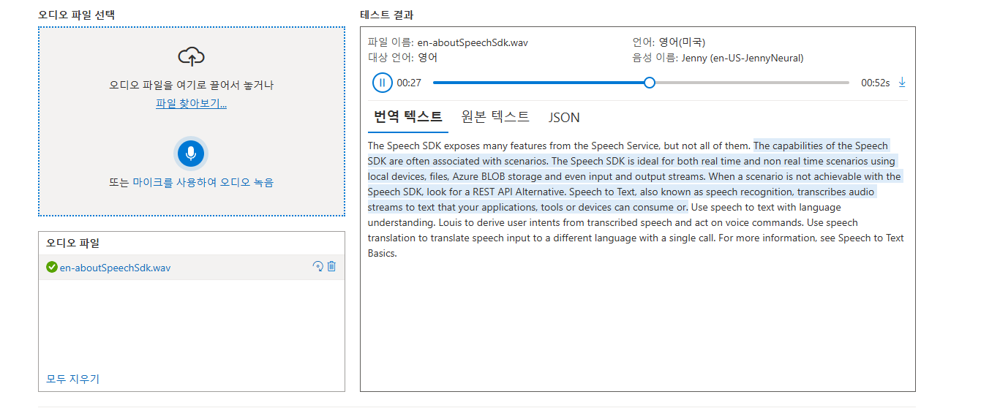 오디오 파일 선택
오디오 파일을 여기로 끌어서 놓거나
파일 찾아보기...
또는 마이크를 사용하여 오디오 녹음
오디오 파일
en-aboutSpeechSdk.wav
모두 지우기
테스트 결과
파일 이름: en-aboutSpeechSdk.wav
언어: 영어(미국)
대상 언어: 영어
음성 이름: Jenny (en-US-JennyNeural)
00:27
00:52s
번역 텍스트 원본 텍스트 JSON
The Speech SDK exposes many features from the Speech Service, but not all of them. The capabilities of the Speech
SDK are often associated with scenarios. The Speech SDK is ideal for both real time and non real time scenarios using
local devices, files, Azure BLOB storage and even input and output streams. When a scenario is not achievable with the
Speech SDK, look for a REST API Alternative. Speech to Text, also known as speech recognition, transcribes audio
streams to text that your applications, tools or devices can consume or. Use speech to text with language
understanding. Louis to derive user intents from transcribed speech and act on voice commands. Use speech
translation to translate speech input to a different language with a single call. For more information, see Speech to Text
Basics.